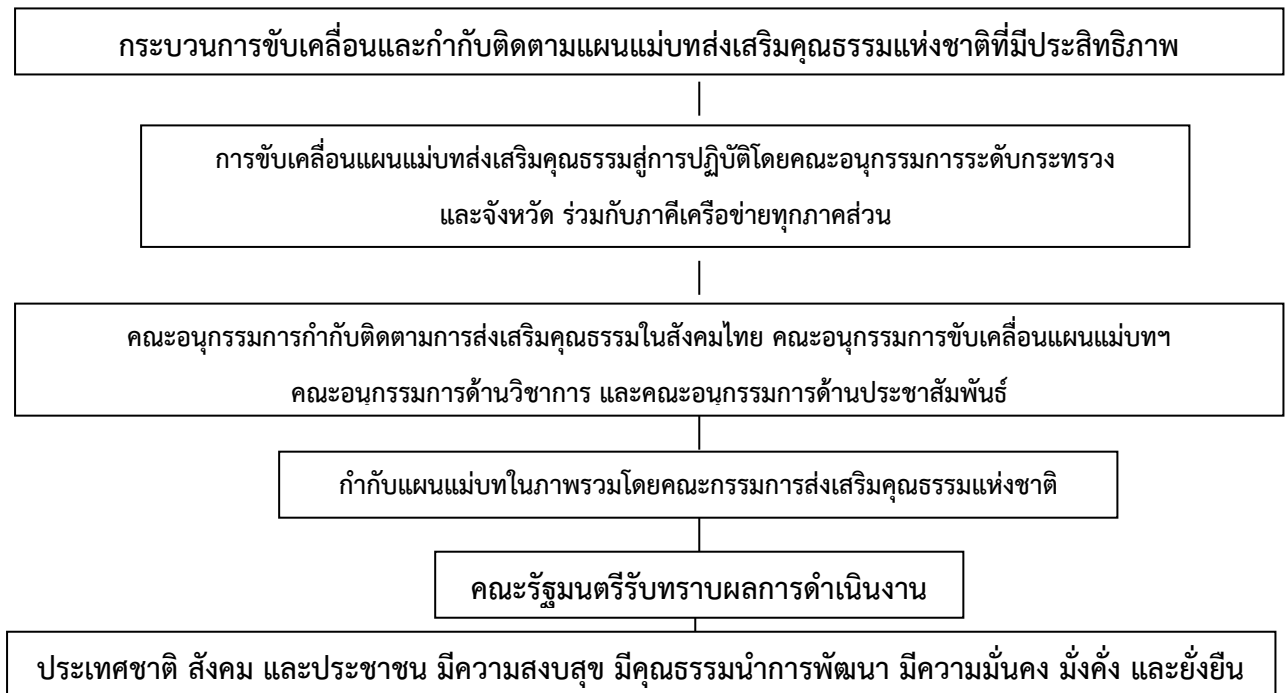 กระบวนการขับเคลื่อนและกำกับติดตามแผนแม่บทส่งเสริมคุณธรรมแห่งชาติที่มีประสิทธิภาพ
การขับเคลื่อนแผนแม่บทส่งเสริมคุณธรรมสู่การปฏิบัติโดยคณะอนุกรรมการระดับกระทรวง
และจังหวัด ร่วมกับภาคีเครือข่ายทุกภาคส่วน
คณะอนุกรรมการกำกับติดตามการส่งเสริมคุณธรรมในสังคมไทย คณะอนุกรรมการขับเคลื่อนแผนแม่บทฯ
คณะอนุกรรมการด้านวิชาการ และคณะอนุกรรมการด้านประชาสัมพันธ์
กำกับแผนแม่บทในภาพรวมโดยคณะกรรมการส่งเสริมคุณธรรมแห่งชาติ
คณะรัฐมนตรีรับทราบผลการดำเนินงาน
ประเทศชาติ สังคม และประชาชน มีความสงบสุข มีคุณธรรมนำการพัฒนา มีความมั่นคง มั่งคั่ง และยั่งยืน